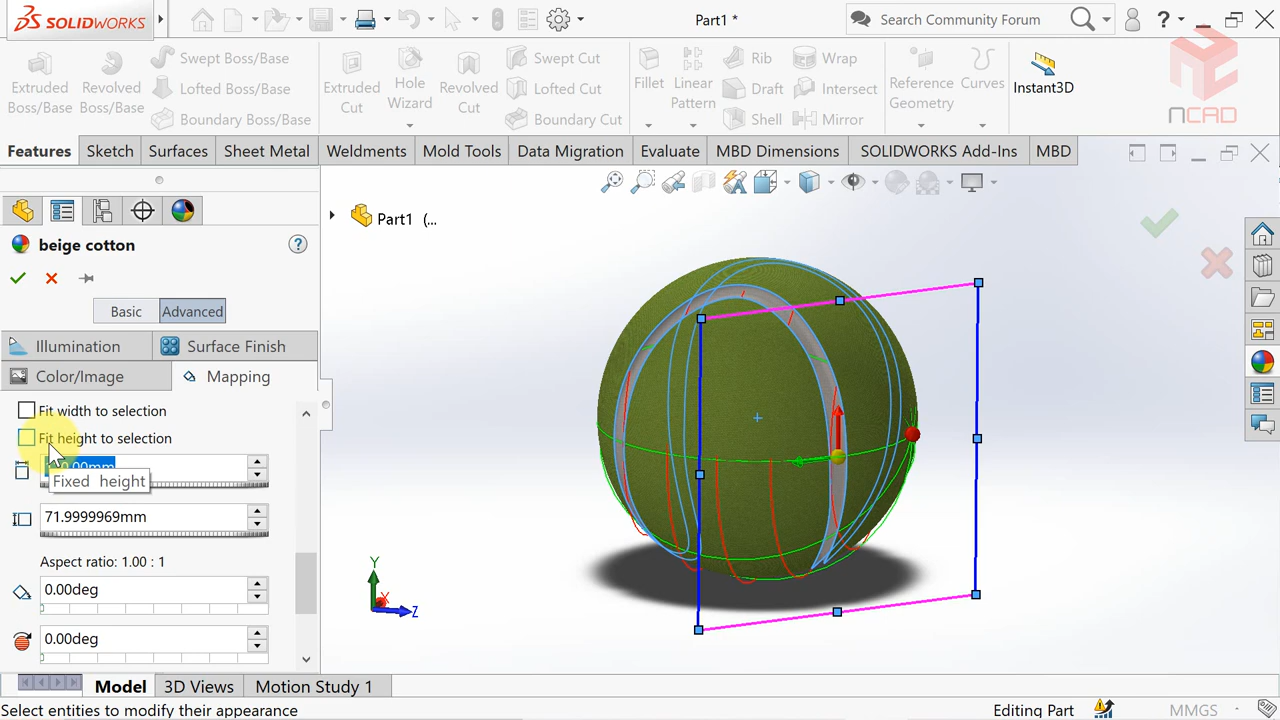 SOLIDWORKS
Part1 *
Search Community Forum
?
Extruded Boss/Base
Revolved Boss/Base
Swept Boss/Base
Lofted Boss/Base
Boundary Boss/Base
Extruded Cut
Hole Wizard
Revolved Cut
Swept Cut
Lofted Cut
Boundary Cut
Fillet
Linear Pattern
Rib
Draft
Shell
Wrap
Intersect
Mirror
Reference Geometry
Curves
Instant3D
NCAD
Features
Sketch
Surfaces
Sheet Metal
Weldments
Mold Tools
Data Migration
Evaluate
MBD Dimensions
SOLIDWORKS Add-Ins
MBD
Part1 (...
beige cotton
?
Basic
Advanced
Illumination
Surface Finish
Color/Image
Mapping
Fit width to selection
Fit height to selection
Fixed height
71.9999969mm
Aspect ratio: 1.00 : 1
0.00deg
0.00deg
Y
X
Z
Model
3D Views
Motion Study 1
Select entities to modify their appearance
Editing Part
MMGS